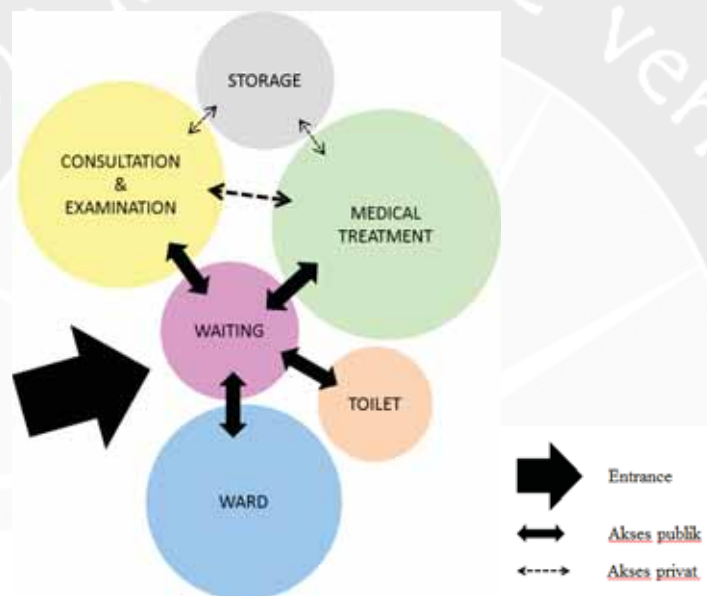 STORAGE
CONSULTATION
&
EXAMINATION
MEDICAL
TREATMENT
WAITING
TOILET
WARD
Entrance
Akses publik
Akses privat